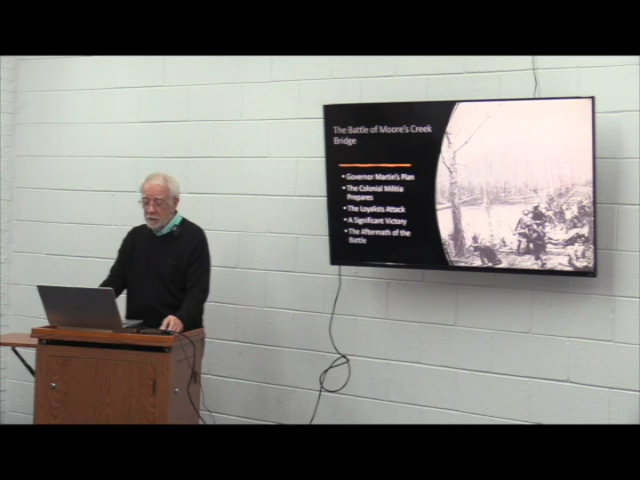 The Battle of Moore's Creek
Bridge
• Governor Martin's Plan
• The Colonial Militia
Prepares
• The Loyalists Attack
• A Significant Victory
• The Aftermath of the
Battle